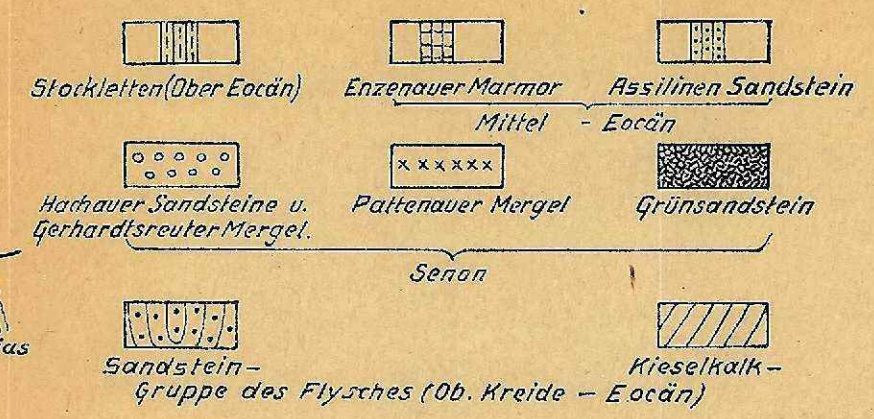 Stockletten (Ober Eocän)
Enzenauer Marmor
Assilinen Sandstein
Mittel - Eocän
Hachauer Sandsteine u.
Gerhardtsreuter Mergel.
Pattenauer Mergel
Grünsandstein
Senon
Sandstein-
Kieselkalk-
Gruppe des Flysches (Ob. Kreide - Eocän)